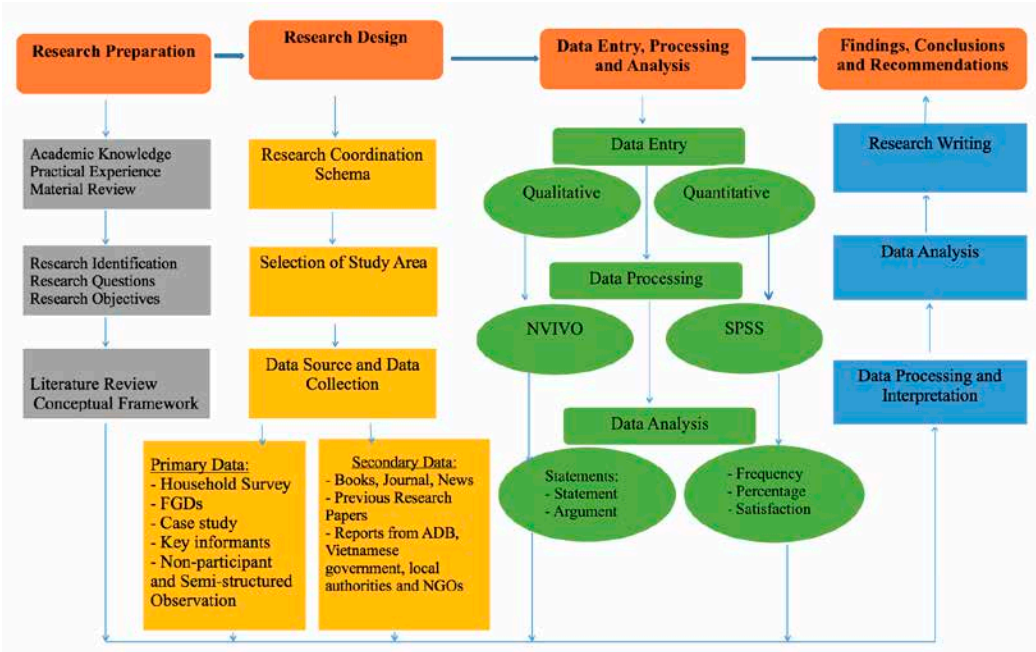 Research Preparation
Research Design
Data Entry, Processing
and Analysis
Findings, Conclusions
and Recommendations
Academic Knowledge
Practical Experience
Material Review
Research Identification
Research Questions
Research Objectives
Literature Review
Conceptual Framework
Research Coordination
Schema
Selection of Study Area
Data Source and Data
Collection
Primary Data:
- Household Survey
- FGDs
- Case study
- Key informants
- Non-participant
and Semi-structured
Observation
Secondary Data:
- Books, Journal, News
- Previous Research
Papers
- Reports from ADB,
Vietnamese
government, local
authorities and NGOs
Data Entry
Qualitative
Quantitative
Data Processing
NVIVO
SPSS
Data Analysis
Statements:
- Statement
- Argument
- Frequency
- Percentage
- Satisfaction
Research Writing
Data Analysis
Data Processing and
Interpretation